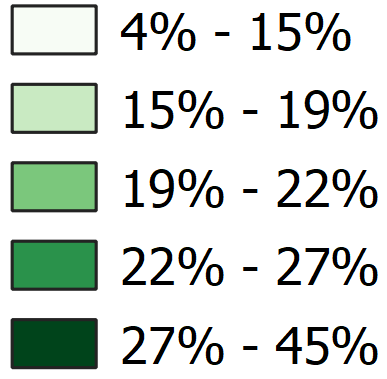 4% - 15%
15% - 19%
19% - 22%
22% - 27%
27% - 45%